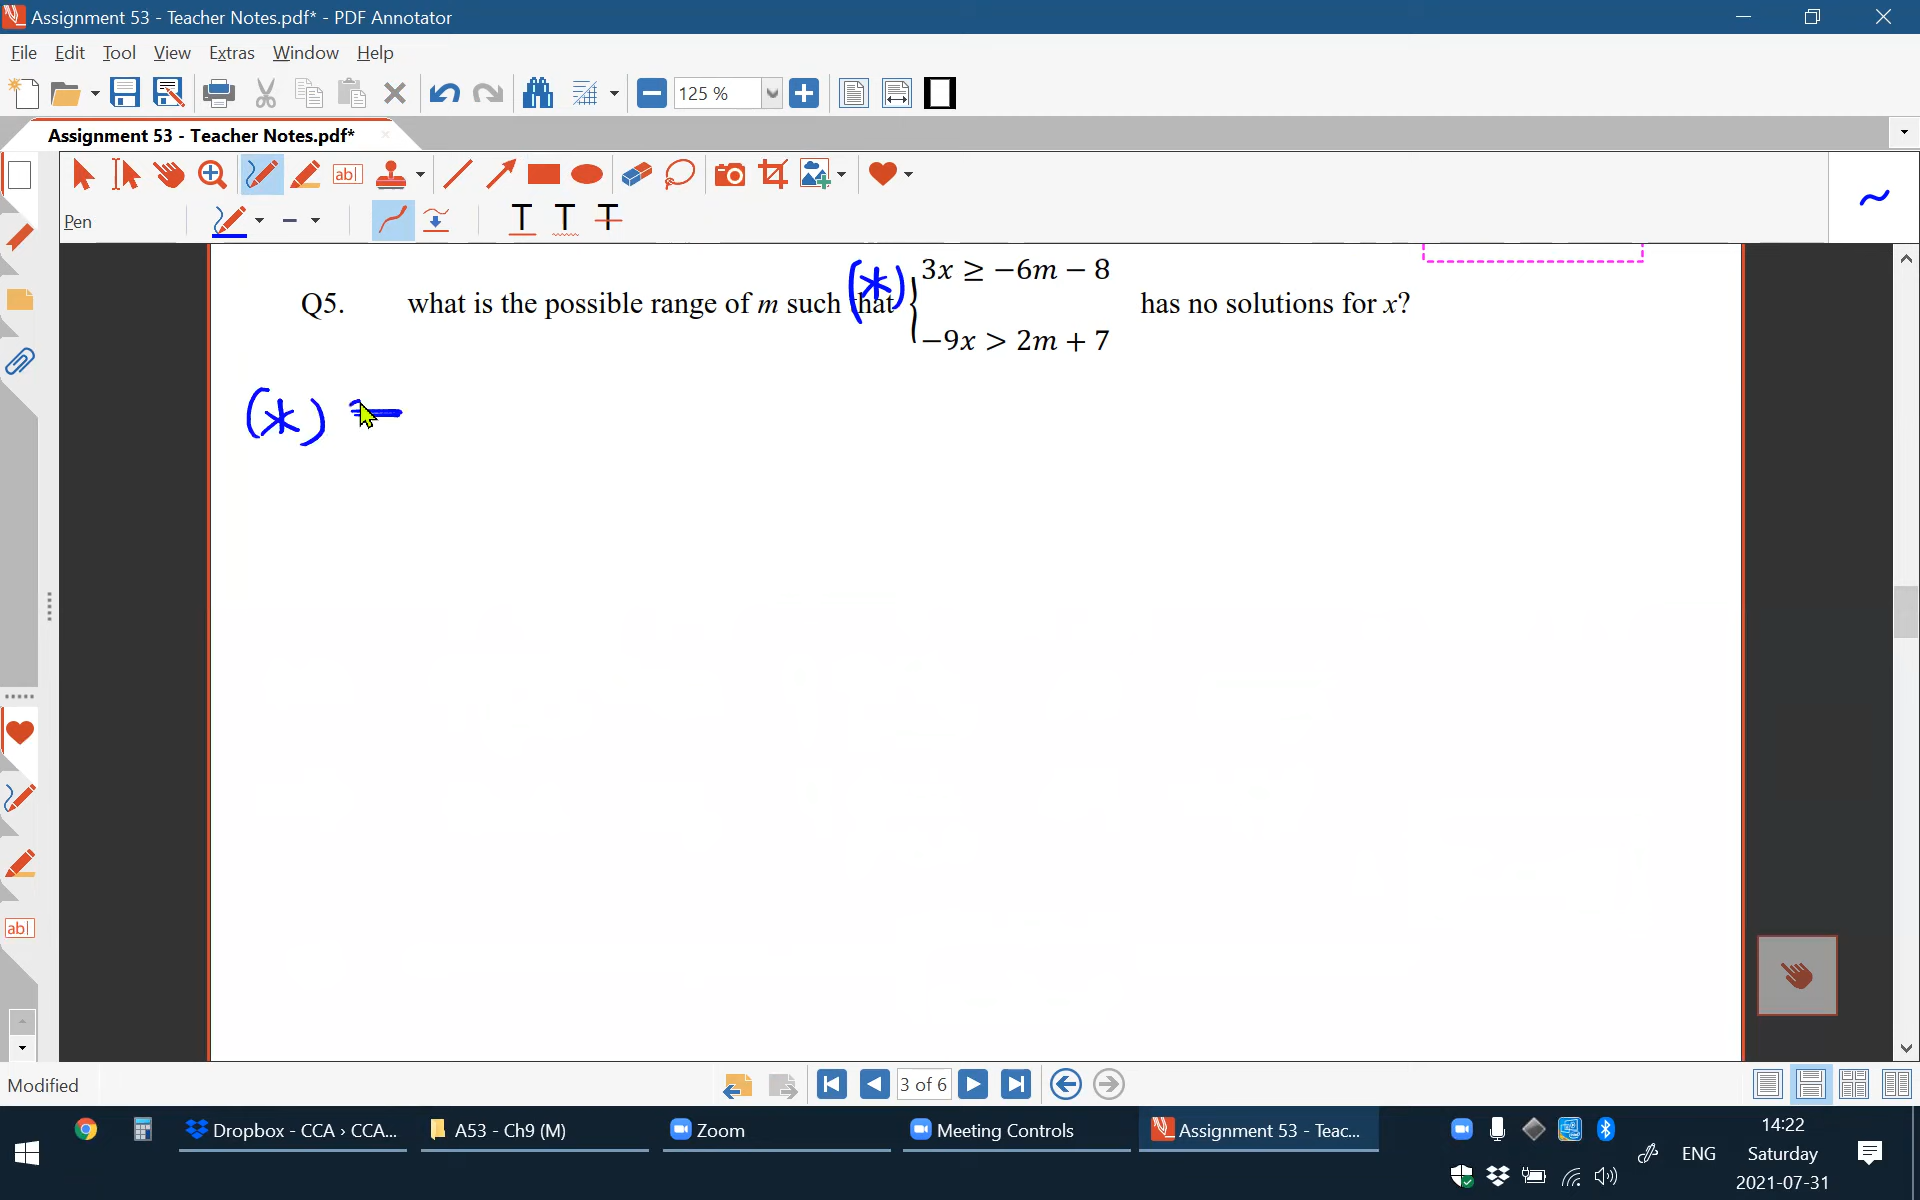 Assignment 53 - Teacher Notes.pdf* - PDF Annotator
File Edit Tool View Extras Window Help
125 %
Assignment 53 - Teacher Notes.pdf*
ab|
Pen
T T T
Q5. what is the possible range of m such that (*) { 3x ≥ −6m − 8
−9x > 2m + 7 has no solutions for x?
(*)
ab|
Modified
3 of 6
Dropbox - CCA › CCA... A53 - Ch9 (M) Zoom Meeting Controls Assignment 53 - Teac...
14:22
ENG Saturday
2021-07-31